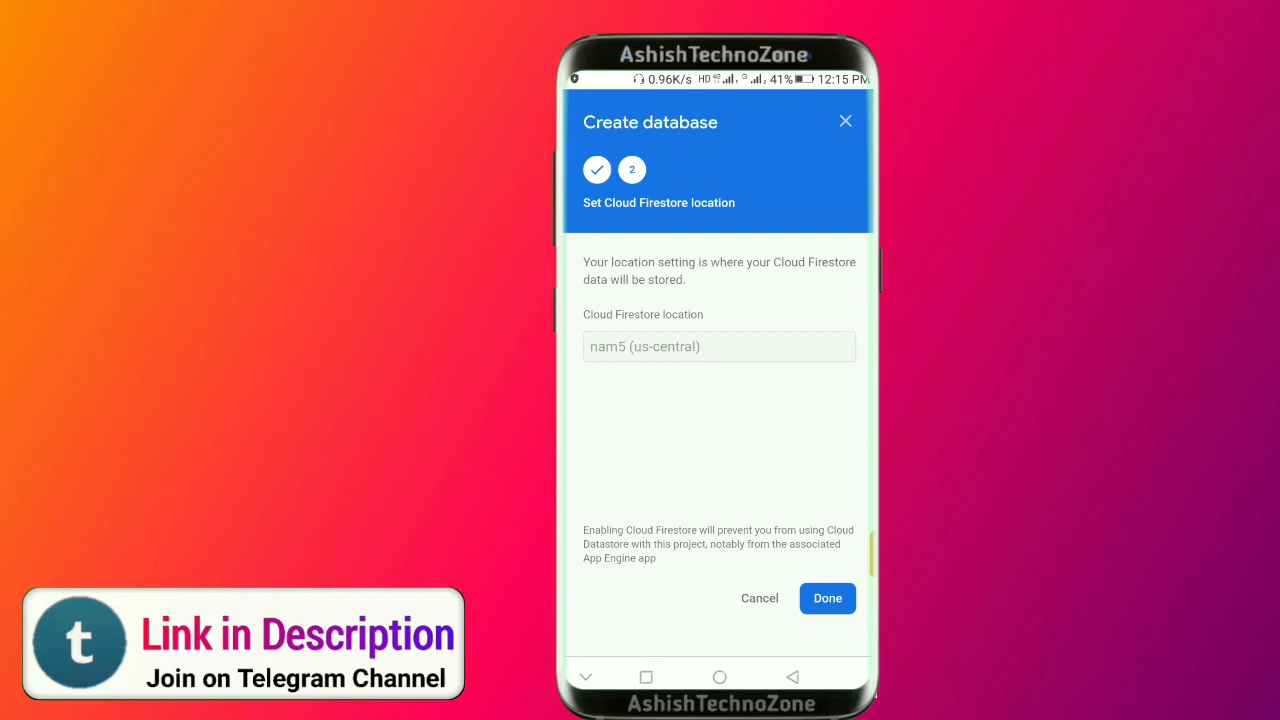 AshishTechnoZone
0.96K/s HD 4G 41% 12:15 PM
Create database
2
Set Cloud Firestore location
Your location setting is where your Cloud Firestore
data will be stored.
Cloud Firestore location
nam5 (us-central)
Enabling Cloud Firestore will prevent you from using Cloud
Datastore with this project, notably from the associated
App Engine app
Cancel Done
t
Link in Description
Join on Telegram Channel
AshishTechnoZone